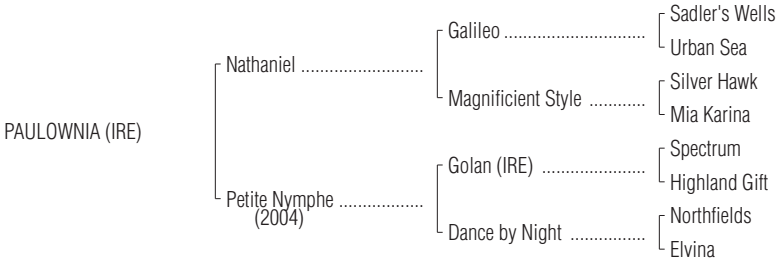 Sadler's Wells
Galileo ..............................
Urban Sea
Nathaniel ..........................
Silver Hawk
Magnificient Style ............
Mia Karina
PAULOWNIA (IRE)
Spectrum
Golan (IRE) ......................
Highland Gift
Petite Nymphe ..................
(2004)
Northfields
Dance by Night ................
Elvina